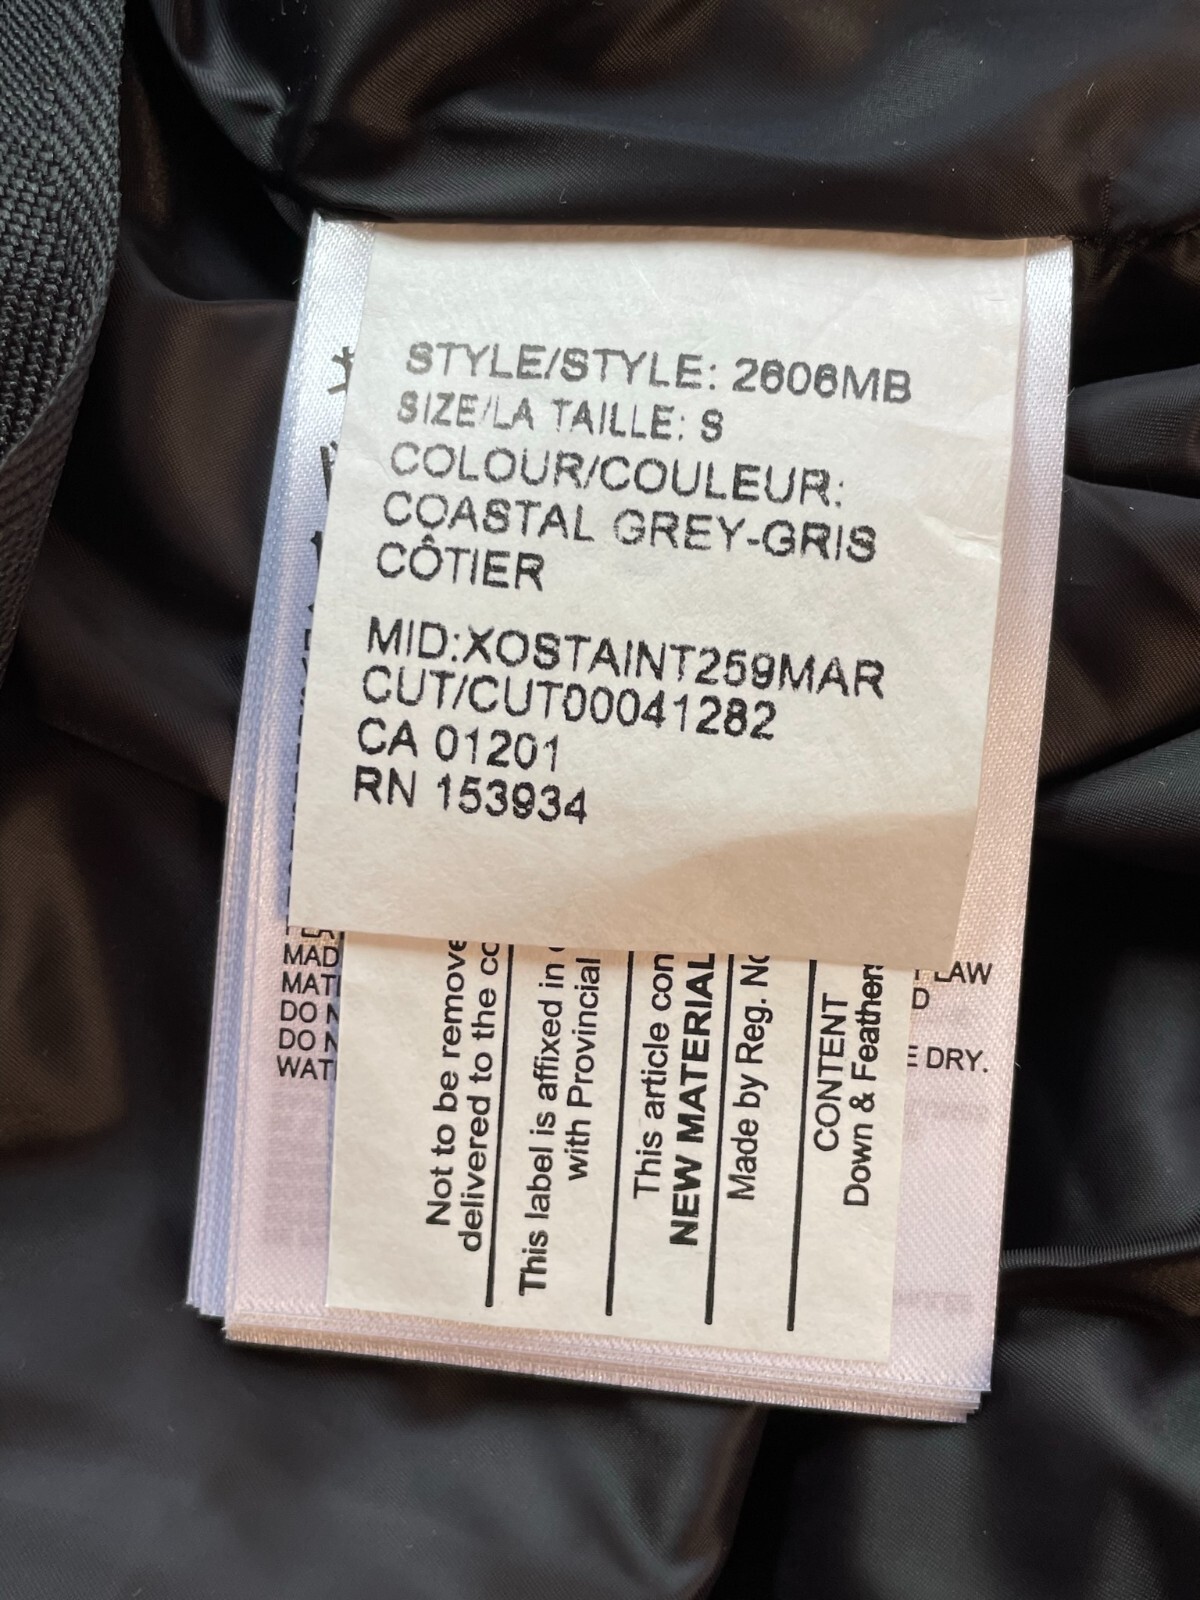 STYLE/STYLE: 2606MB
SIZE/LA TAILLE: S
COLOUR/COULEUR:
COASTAL GREY-GRIS
CÔTIER
MID:XOSTAINT259MAR
CUT/CUT00041282
CA 01201
RN 153934
MAD
MAT
DO N
DO N
WAT
LAW
D
E DRY.
Not to be remove
delivered to the co
This label is affixed in
with Provincial
This article con
NEW MATERIAL
Made by Reg. No
CONTENT
Down & Feather